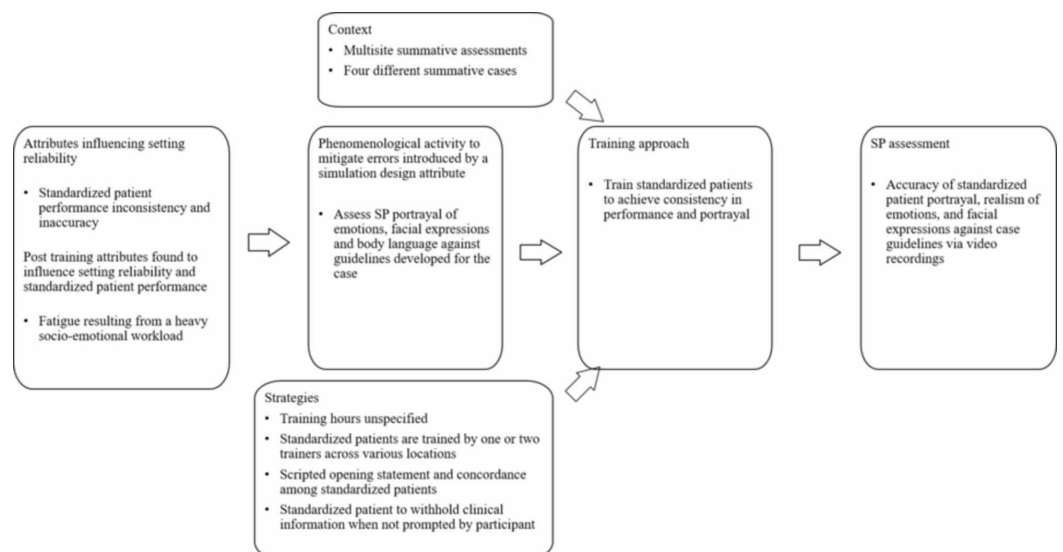 Context
• Multisite summative assessments
• Four different summative cases
Attributes influencing setting
reliability
• Standardized patient
performance inconsistency and
inaccuracy
Post training attributes found to
influence setting reliability and
standardized patient performance
• Fatigue resulting from a heavy
socio-emotional workload
Phenomenological activity to
mitigate errors introduced by a
simulation design attribute
• Assess SP portrayal of
emotions, facial expressions
and body language against
guidelines developed for the
case
Training approach
• Train standardized patients
to achieve consistency in
performance and portrayal
SP assessment
• Accuracy of standardized
patient portrayal, realism of
emotions, and facial
expressions against case
guidelines via video
recordings
Strategies
• Training hours unspecified
• Standardized patients are trained by one or two
trainers across various locations
• Scripted opening statement and concordance
among standardized patients
• Standardized patient to withhold clinical
information when not prompted by participant